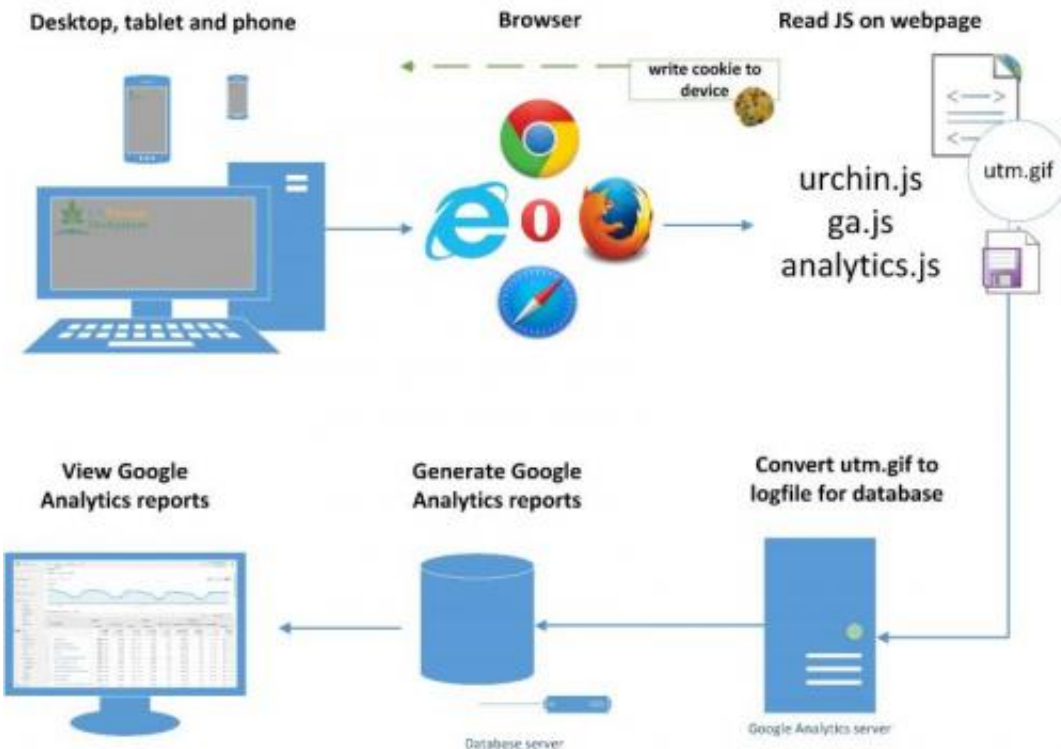 Desktop, tablet and phone
Browser
Read JS on webpage
write cookie to
device
utm.gif
urchin.js
ga.js
analytics.js
View Google
Analytics reports
Generate Google
Analytics reports
Convert utm.gif to
logfile for database
Database server
Google Analytics server